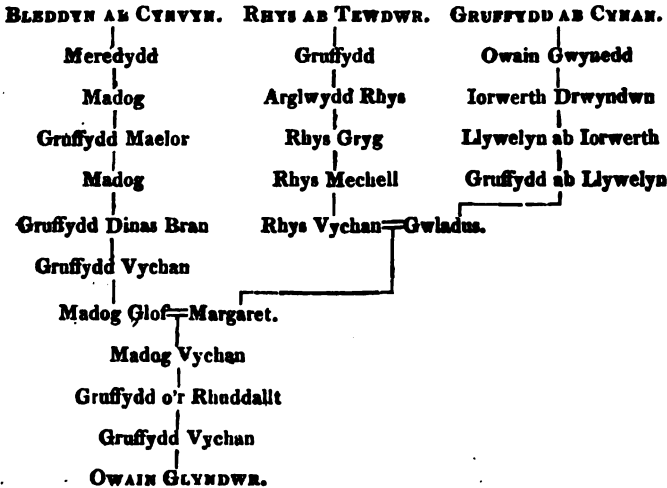 BLEDDYN AB CYNVYN. RHYS AB TEWDWR. GRUFFYDD AB CYNAN.
Meredydd Gruffydd Owain Gwynedd
Madog Arglwydd Rhys Iorwerth Drwyndwn
Gruffydd Maelor Rhys Gryg Llywelyn ab Iorwerth
Madog Rhys Mechell Gruffydd ab Llywelyn
Gruffydd Dinas Bran Rhys Vychan=Gwladus.
Gruffydd Vychan
Madog Glof=Margaret.
Madog Vychan
Gruffydd o'r Rhuddallt
Gruffydd Vychan
OWAIN GLYNDWR.